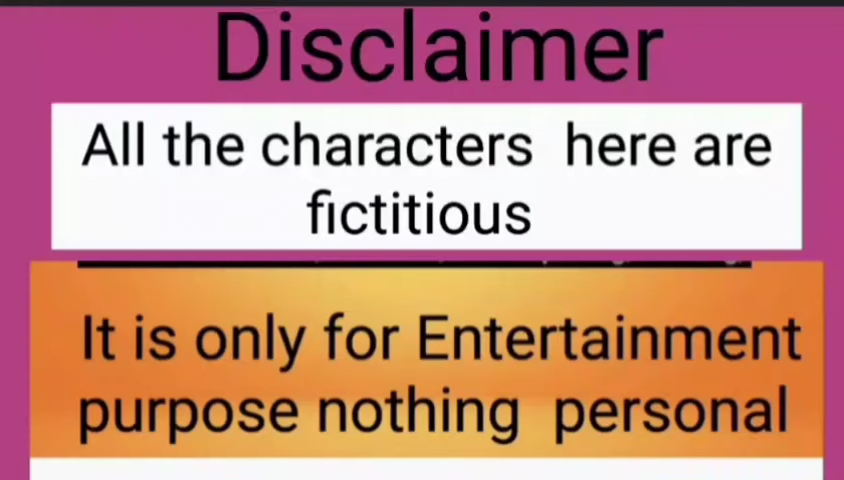 Disclaimer
All the characters here are
fictitious
It is only for Entertainment
purpose nothing personal